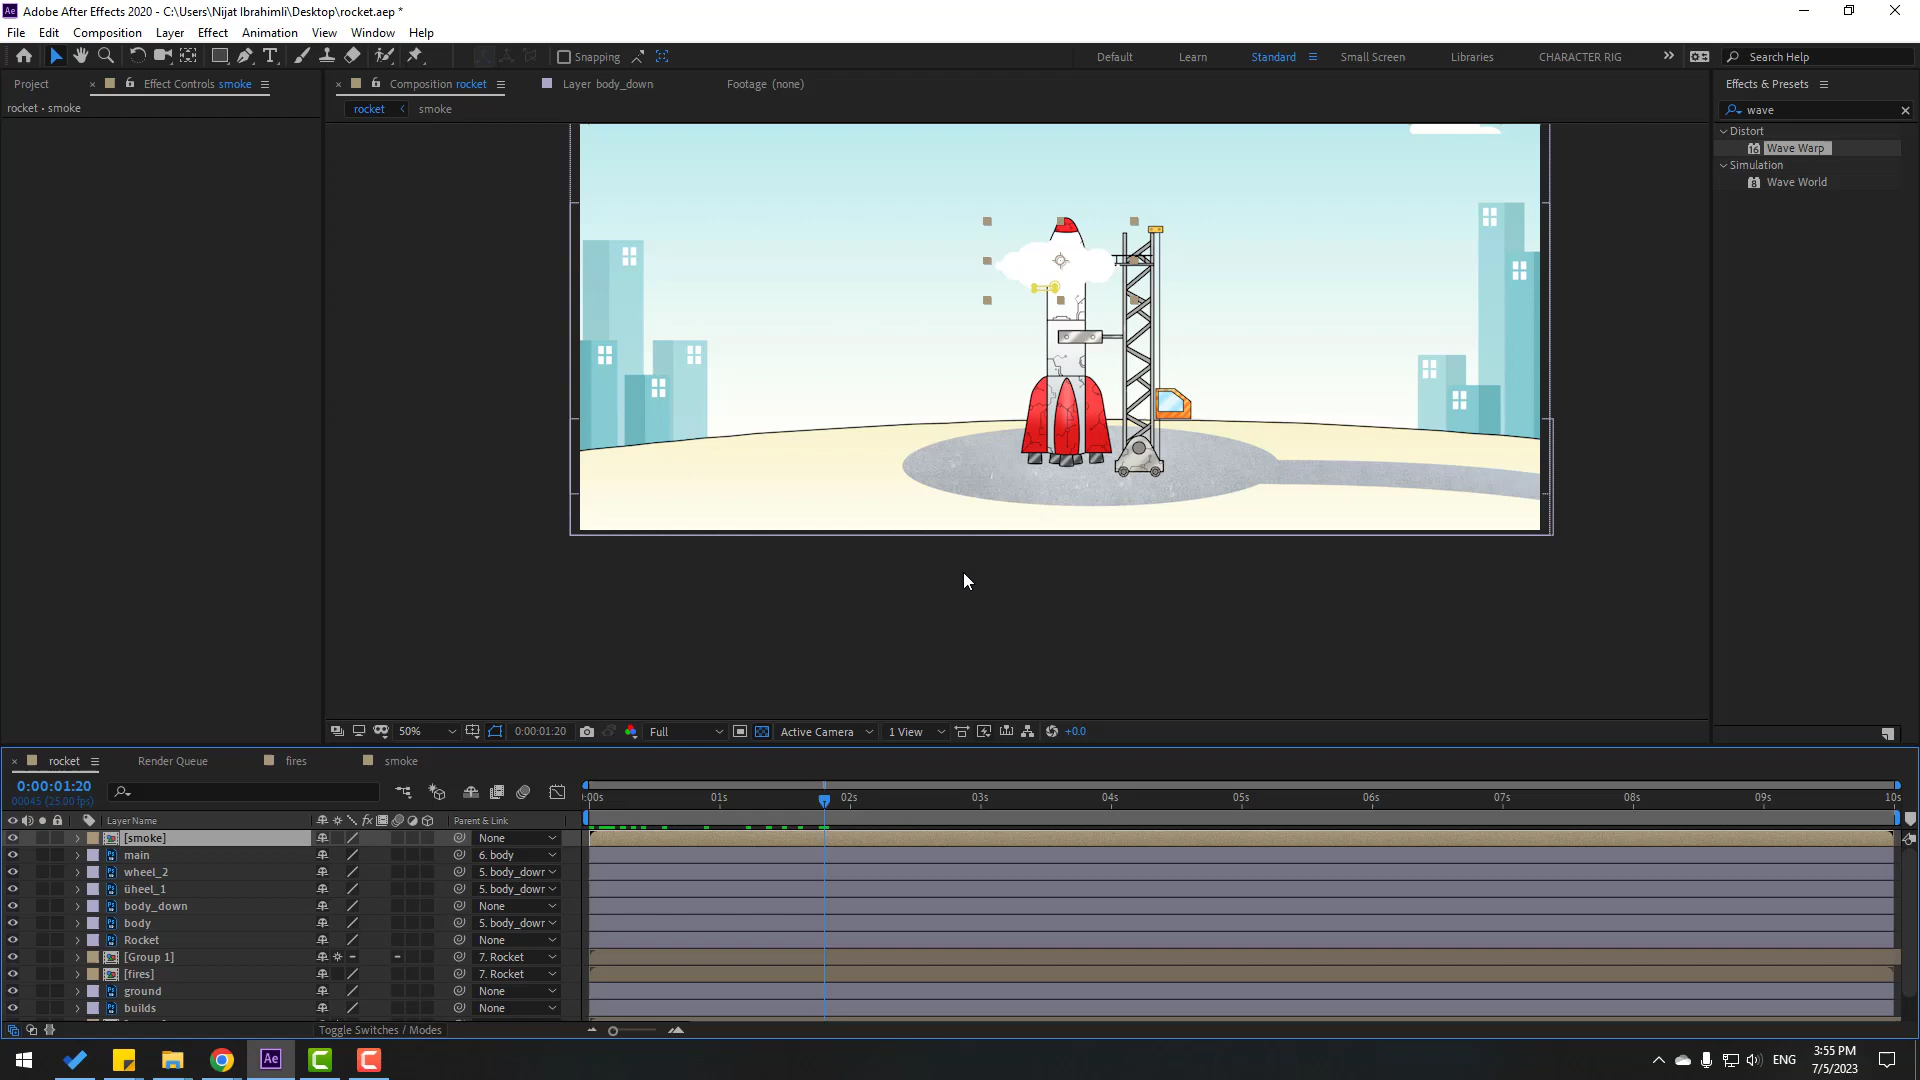 Adobe After Effects 2020 - C:\Users\Nijat Ibrahimli\Desktop\rocket.aep *
File Edit Composition Layer Effect Animation View Window Help
Snapping
Default Learn Standard Small Screen Libraries CHARACTER RIG Search Help
Project Effect Controls smoke
rocket • smoke
Composition rocket Layer body_down Footage (none)
rocket smoke
Effects & Presets
wave
Distort
16 Wave Warp
Simulation
8 Wave World
50% 0:00:01:20 Full Active Camera 1 View +0.0
rocket Render Queue fires smoke
0:00:01:20
00045 (25.00 fps)
:00s 01s 02s 03s 04s 05s 06s 07s 08s 09s 10s
Layer Name Parent & Link
[smoke] None
main 6. body
wheel_2 5. body_dowr
üheel_1 5. body_dowr
body_down None
body 5. body_dowr
Rocket None
[Group 1] 7. Rocket
[fires] 7. Rocket
ground None
builds None
Toggle Switches / Modes
Ae
ENG
3:55 PM
7/5/2023